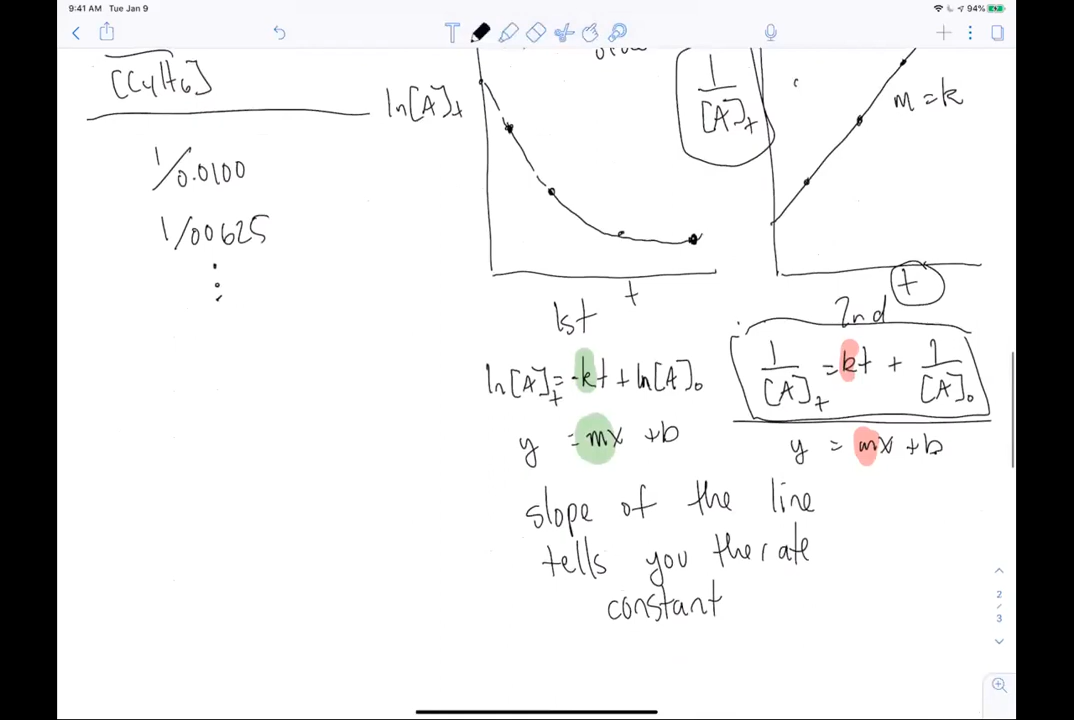 9:41 AM Tue Jan 9
94%
[C4H6]
1/0.0100
1/00625
⋮
ln[A]t
t
1st
ln[A]t = -kt + ln[A]0
y = mx + b
1/[A]t
m = k
t
2nd
1/[A]t = kt + 1/[A]0
y = mx + b
slope of the line
tells you the rate
constant
2
/
3